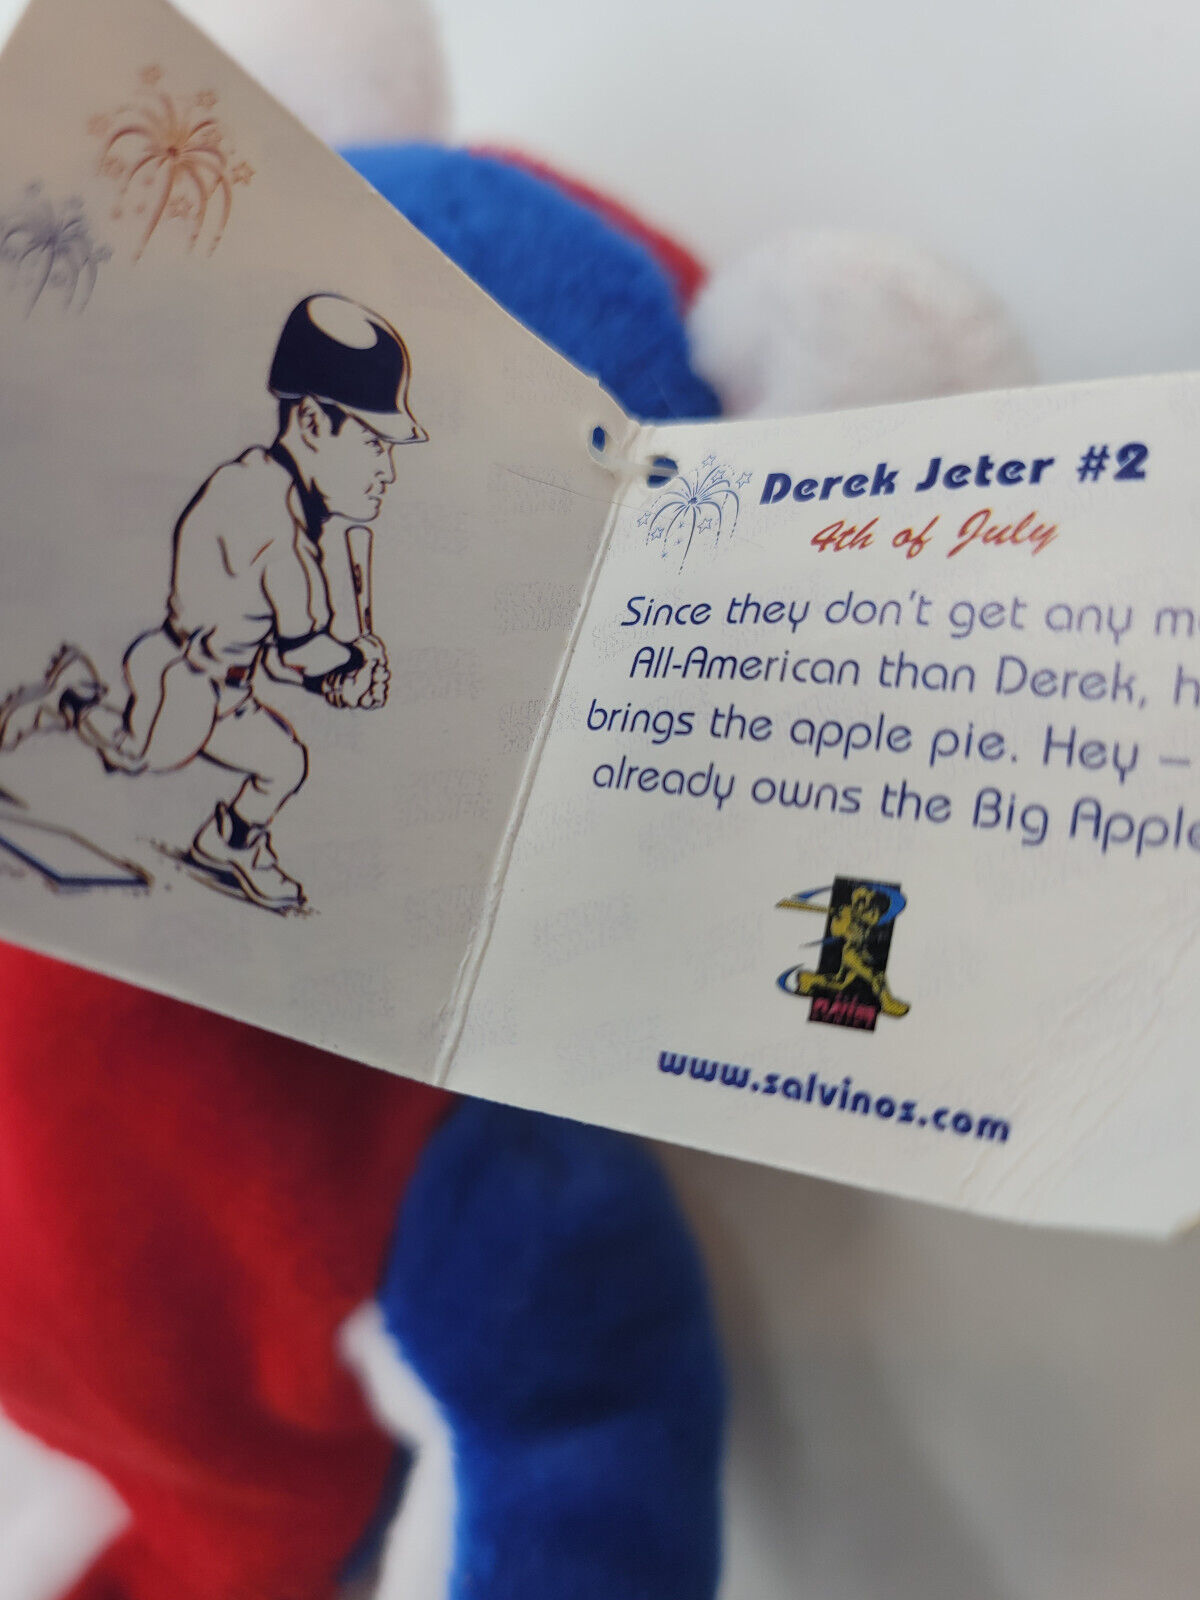 Derek Jeter #2
4th of July
Since they don't get any
All-American than Derek,
brings the apple pie. Hey –
already owns the Big
www.salvinos.com